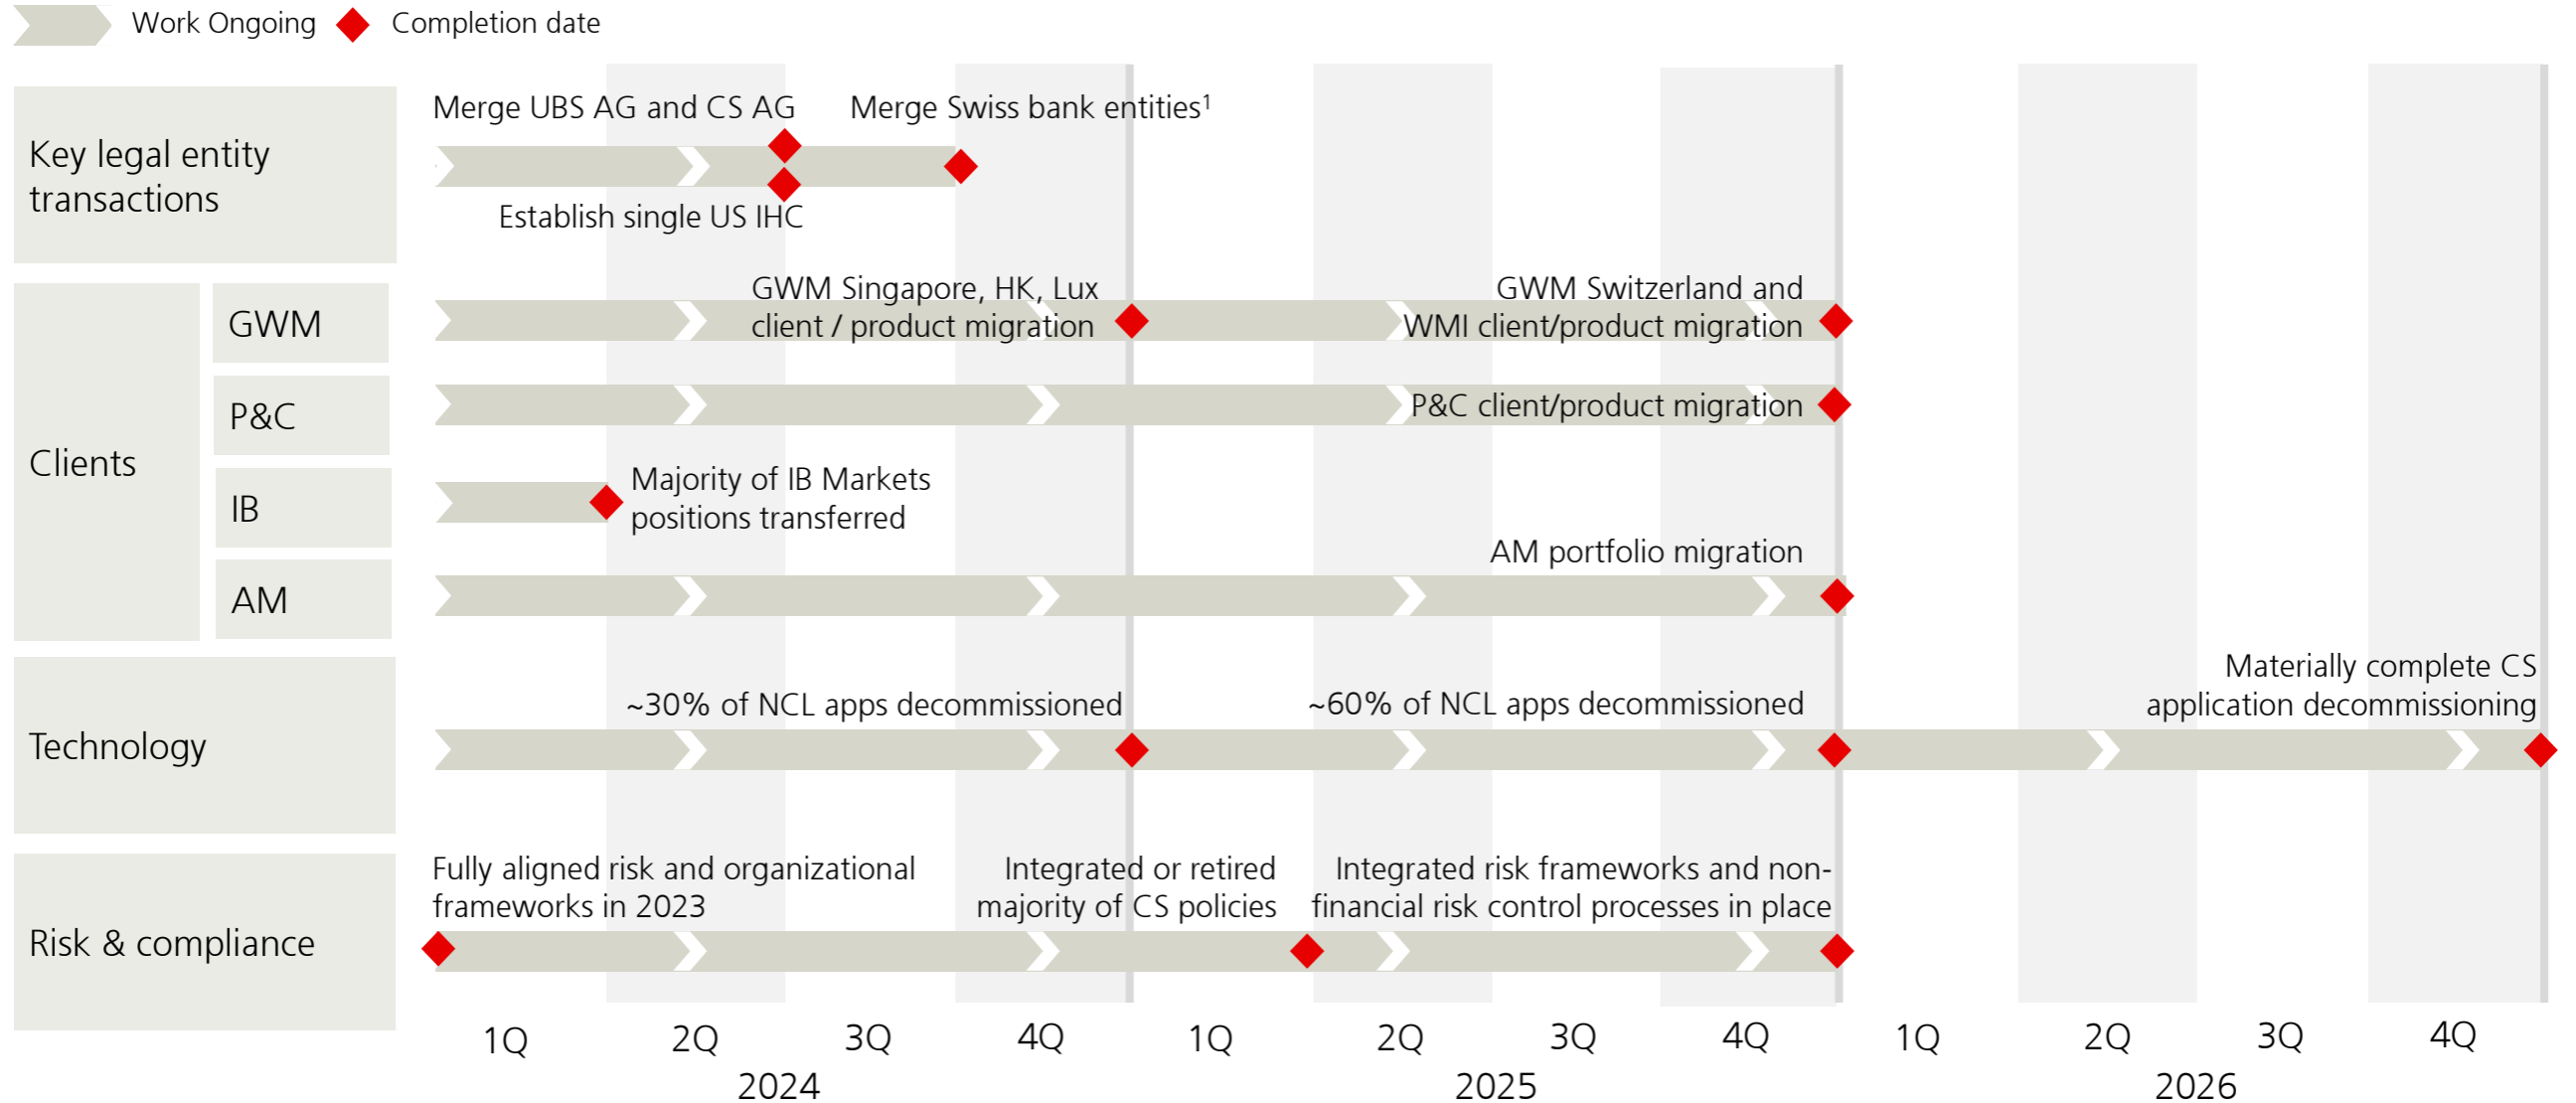 Work Ongoing
Completion date
Key legal entity
transactions
Merge UBS AG and CS AG
Merge Swiss bank entities¹
Establish single US IHC
Clients
GWM
GWM Singapore, HK, Lux
client / product migration
GWM Switzerland and
WMI client/product migration
P&C
P&C client/product migration
IB
Majority of IB Markets
positions transferred
AM
AM portfolio migration
Technology
~30% of NCL apps decommissioned
~60% of NCL apps decommissioned
Materially complete CS
application decommissioning
Risk & compliance
Fully aligned risk and organizational
frameworks in 2023
Integrated or retired
majority of CS policies
Integrated risk frameworks and non-
financial risk control processes in place
1Q 2Q 3Q 4Q 1Q 2Q 3Q 4Q 1Q 2Q 3Q 4Q
2024 2025 2026